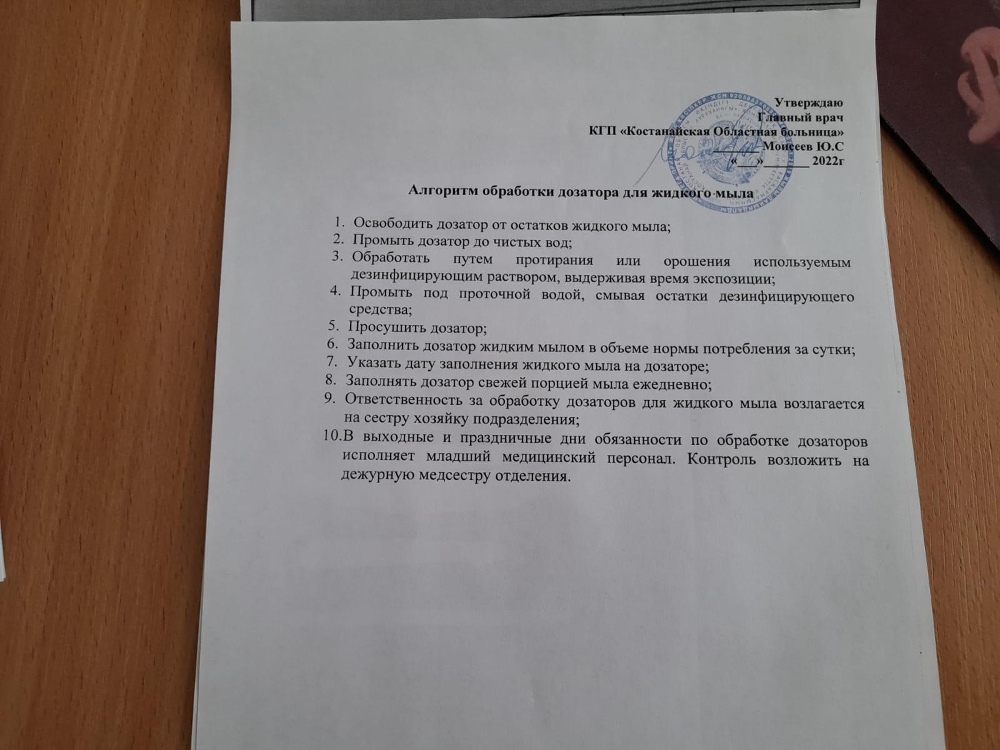 Утверждаю
Главный врач
КГП «Костанайская Областная больница»
_______ Моисеев Ю.С
«___»_______ 2022г
Алгоритм обработки дозатора для жидкого мыла
1. Освободить дозатор от остатков жидкого мыла;
2. Промыть дозатор до чистых вод;
3. Обработать путем протирания или орошения используемым
дезинфицирующим раствором, выдерживая время экспозиции;
4. Промыть под проточной водой, смывая остатки дезинфицирующего
средства;
5. Просушить дозатор;
6. Заполнить дозатор жидким мылом в объеме нормы потребления за сутки;
7. Указать дату заполнения жидкого мыла на дозаторе;
8. Заполнять дозатор свежей порцией мыла ежедневно;
9. Ответственность за обработку дозаторов для жидкого мыла возлагается
на сестру хозяйку подразделения;
10.В выходные и праздничные дни обязанности по обработке дозаторов
исполняет младший медицинский персонал. Контроль возложить на
дежурную медсестру отделения.